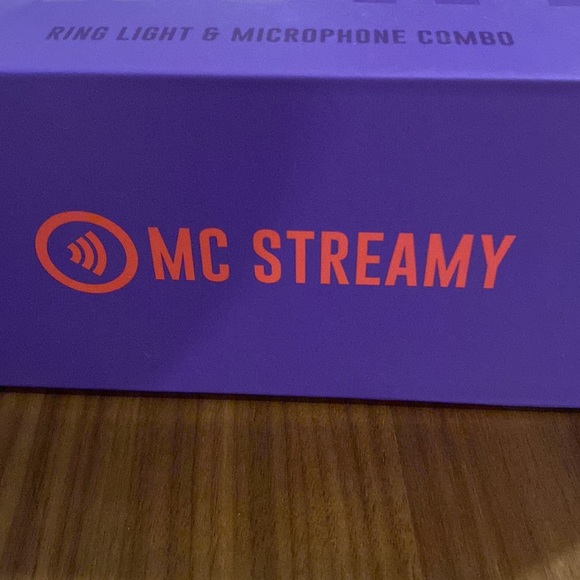 RING LIGHT & MICROPHONE COMBO
MC STREAMY